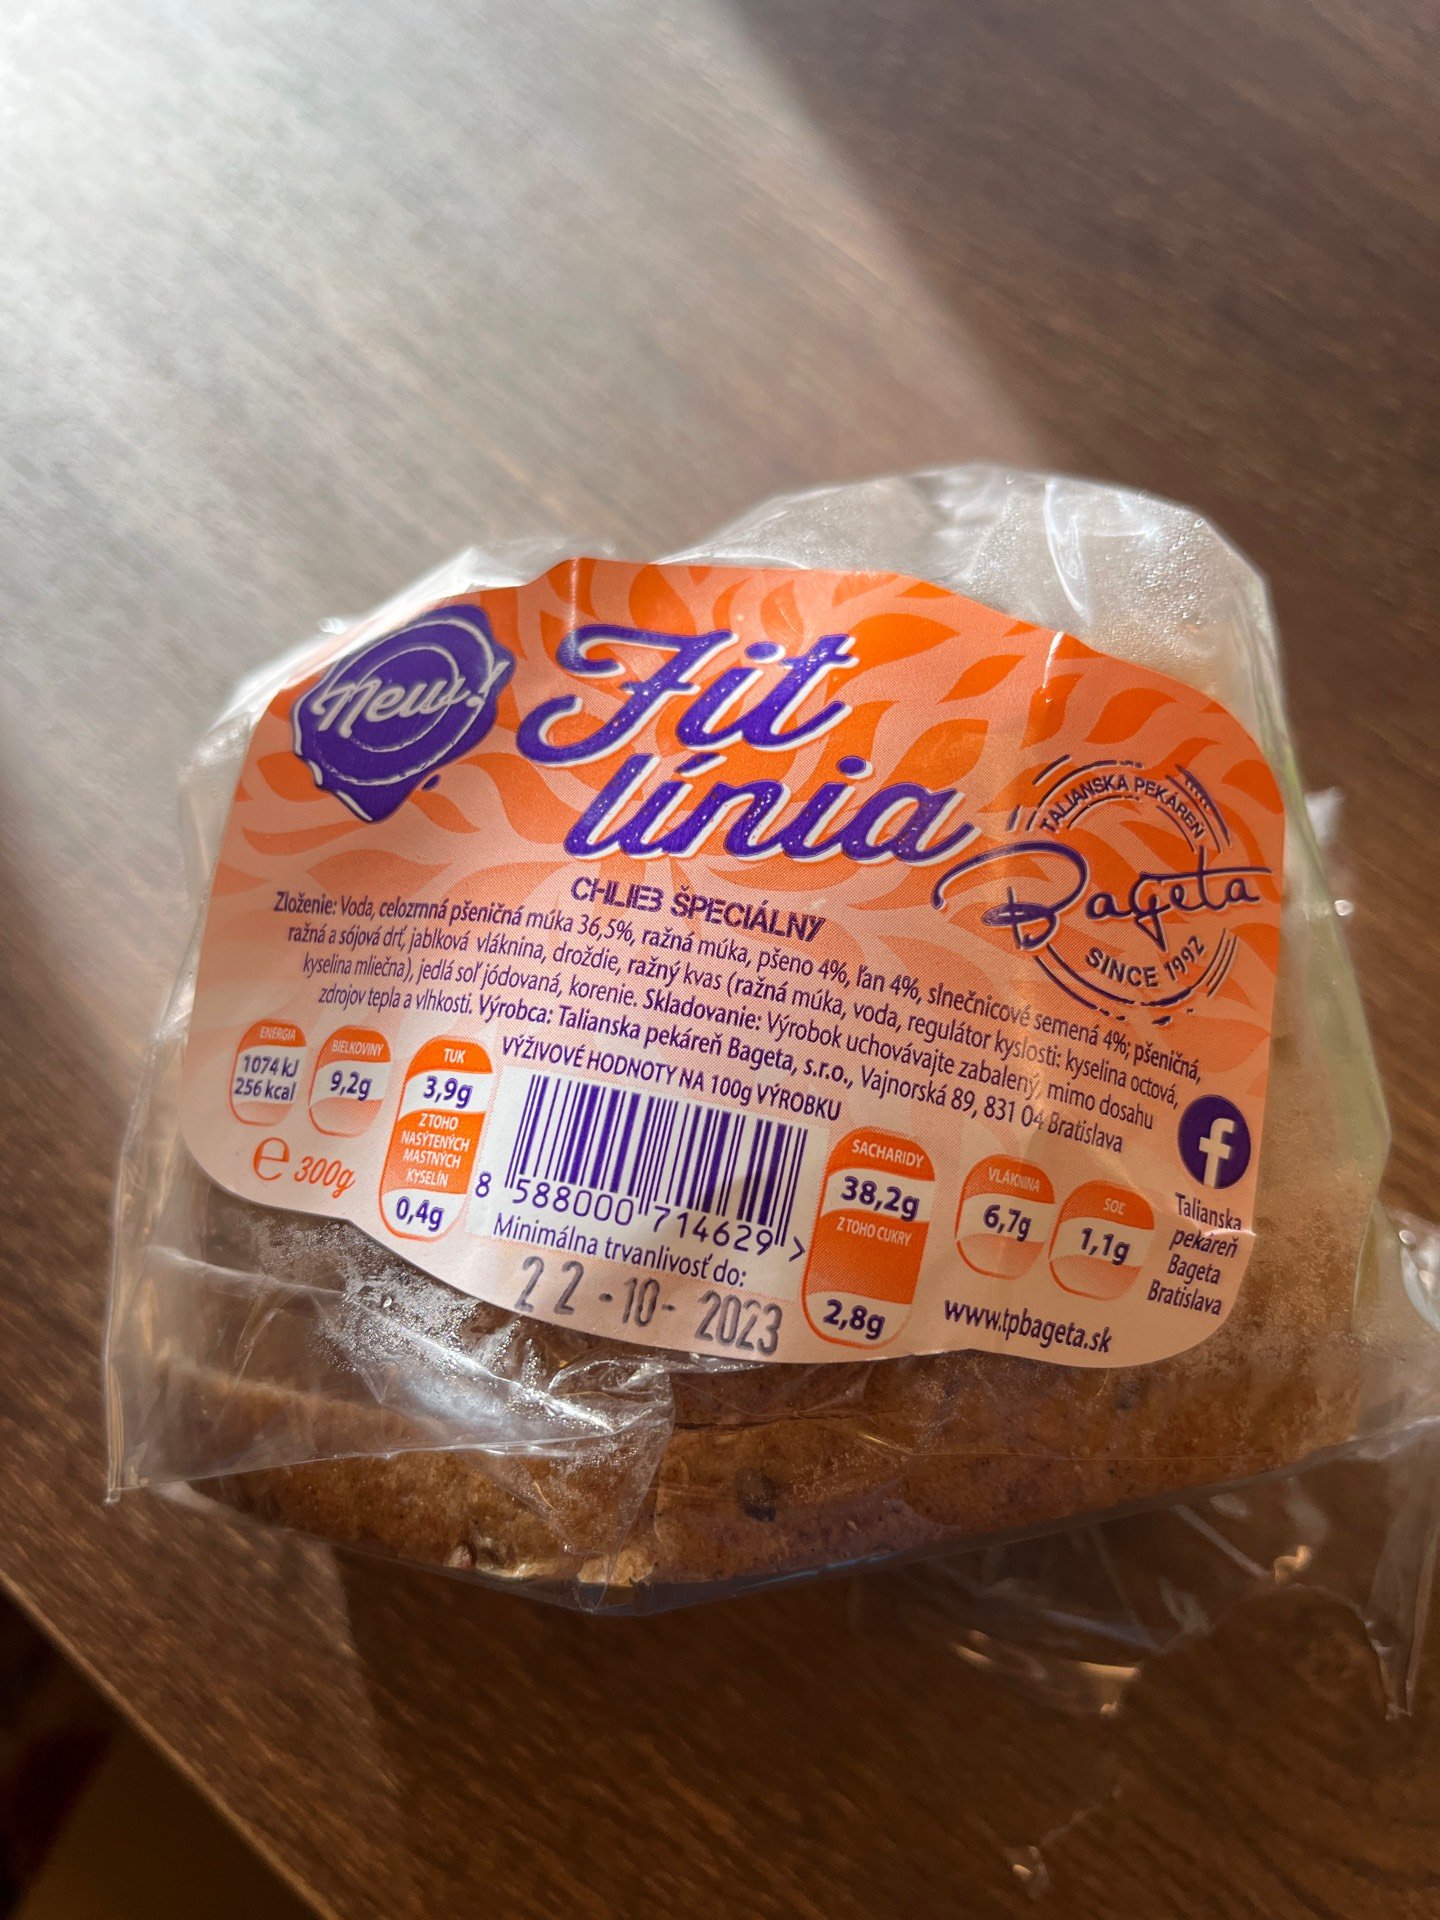 New!
Fit
línia
TALIANSKA PEKÁREŇ
Bageta
SINCE 1992
CHLIEB ŠPECIÁLNY
Zloženie: Voda, celozrnná pšeničná múka 36,5%, ražná múka, pšeno 4%, ľan 4%, slnečnicové semená 4%; pšeničná,
ražná a sójová drť, jablková vláknina, droždie, ražný kvas (ražná múka, voda, regulátor kyslosti: kyselina octová,
kyselina mliečna), jedlá soľ jódovaná, korenie. Skladovanie: Výrobok uchovávajte zabalený, mimo dosahu
zdrojov tepla a vlhkosti. Výrobca: Talianska pekáreň Bageta, s.r.o., Vajnorská 89, 831 04 Bratislava
VÝŽIVOVÉ HODNOTY NA 100g VÝROBKU
ENERGIA
1074 kJ
256 kcal
BIELKOVINY
9,2g
TUK
3,9g
Z TOHO
NASÝTENÝCH
MASTNÝCH
KYSELÍN
0,4g
SACHARIDY
38,2g
Z TOHO CUKRY
2,8g
VLÁKNINA
6,7g
SOĽ
1,1g
e 300g
8 588000 714629 >
Minimálna trvanlivosť do:
22-10-2023
f
Talianska
pekáreň
Bageta
Bratislava
www.tpbageta.sk